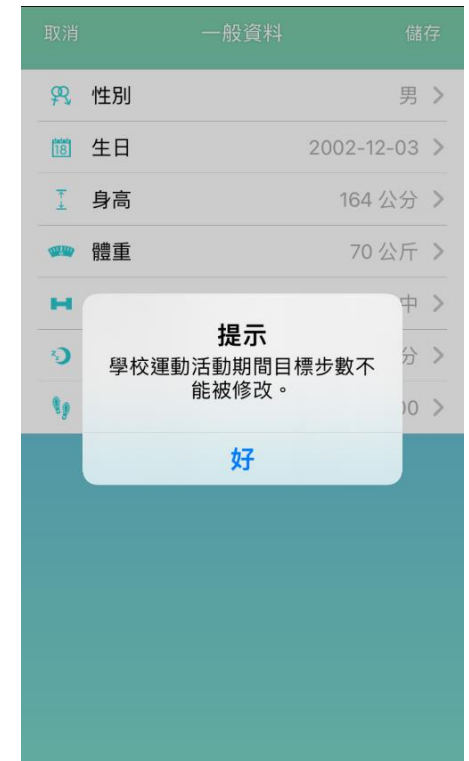 取消 一般資料 儲存
性別 男
18 生日 2002-12-03
身高 164 公分
體重 70 公斤
中
提示
分
學校運動活動期間目標步數不
能被修改。
00
好